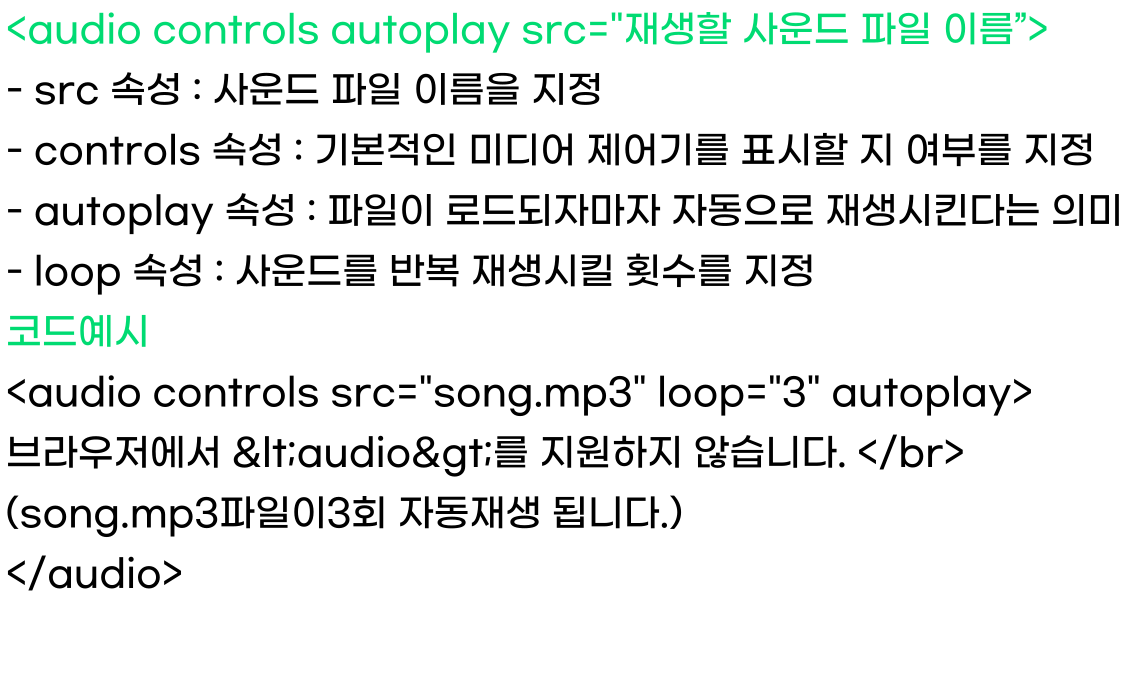 <audio controls autoplay src="재생할 사운드 파일 이름”>
- src 속성 : 사운드 파일 이름을 지정
- controls 속성 : 기본적인 미디어 제어기를 표시할 지 여부를 지정
- autoplay 속성 : 파일이 로드되자마자 자동으로 재생시킨다는 의미
- loop 속성 : 사운드를 반복 재생시킬 횟수를 지정
코드예시
<audio controls src="song.mp3" loop="3" autoplay>
브라우저에서 &lt;audio&gt;를 지원하지 않습니다. </br>
(song.mp3파일이3회 자동재생 됩니다.)
</audio>